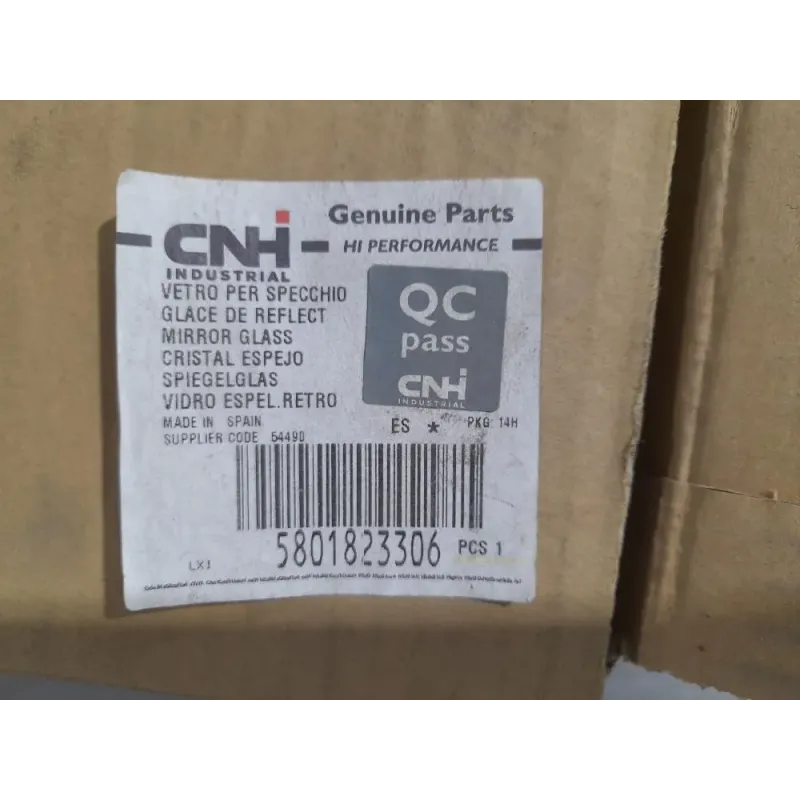 CNH
INDUSTRIAL
Genuine Parts
HI PERFORMANCE
VETRO PER SPECCHIO
GLACE DE REFLECT
MIRROR GLASS
CRISTAL ESPEJO
SPIEGELGLAS
VIDRO ESPEL.RETRO
QC
pass
CNH
INDUSTRIAL
MADE IN SPAIN
SUPPLIER CODE 54490
ES * PKG: 14H
5801823306 PCS 1